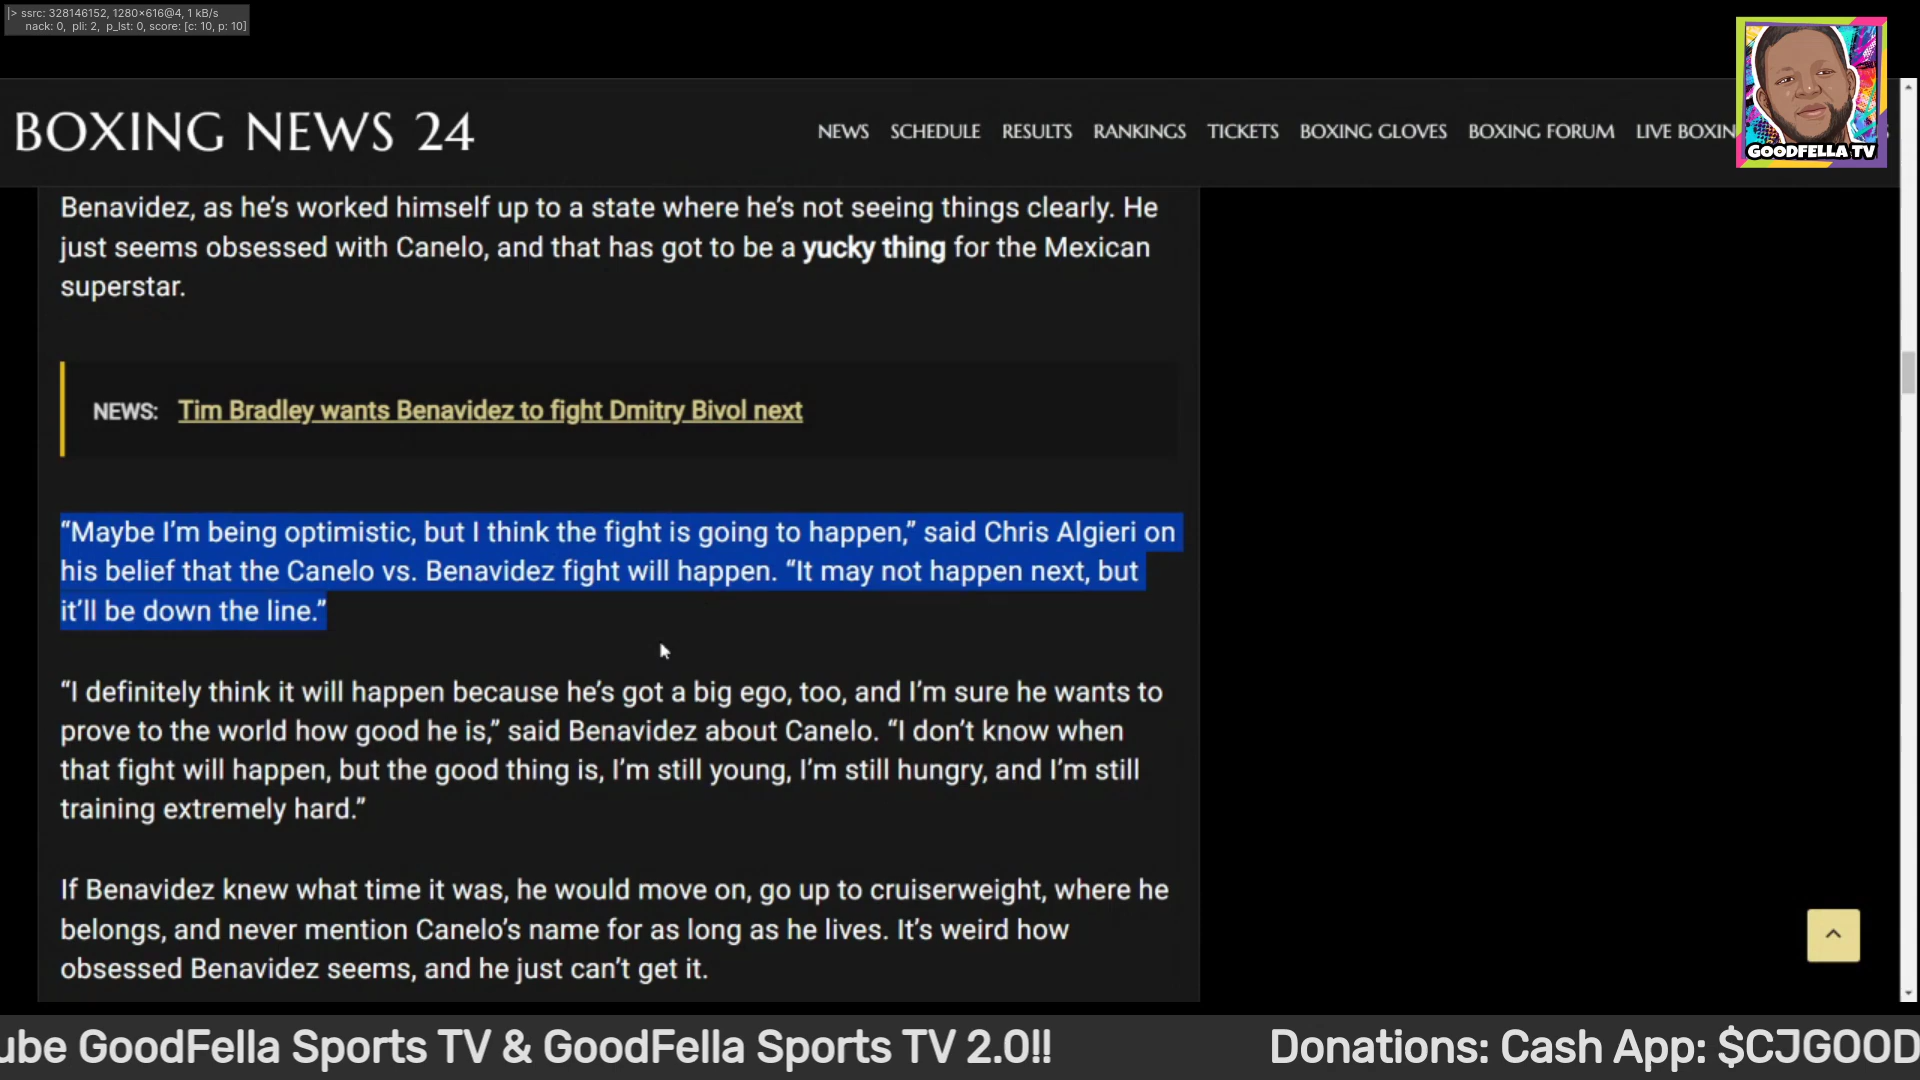 |> ssrc: 328146152, 1280×616@4, 1 kB/s
nack: 0, pli: 2, p_lst: 0, score: [c: 10, p: 10]
BOXING NEWS 24
NEWS SCHEDULE RESULTS RANKINGS TICKETS BOXING GLOVES BOXING FORUM LIVE BOXIN
GOODFELLA TV
Benavidez, as he’s worked himself up to a state where he’s not seeing things clearly. He
just seems obsessed with Canelo, and that has got to be a yucky thing for the Mexican
superstar.
NEWS: Tim Bradley wants Benavidez to fight Dmitry Bivol next
“Maybe I’m being optimistic, but I think the fight is going to happen,” said Chris Algieri on
his belief that the Canelo vs. Benavidez fight will happen. “It may not happen next, but
it’ll be down the line.”
“I definitely think it will happen because he’s got a big ego, too, and I’m sure he wants to
prove to the world how good he is,” said Benavidez about Canelo. “I don’t know when
that fight will happen, but the good thing is, I’m still young, I’m still hungry, and I’m still
training extremely hard.”
If Benavidez knew what time it was, he would move on, go up to cruiserweight, where he
belongs, and never mention Canelo’s name for as long as he lives. It’s weird how
obsessed Benavidez seems, and he just can’t get it.
ube GoodFella Sports TV & GoodFella Sports TV 2.0!! Donations: Cash App: $CJGOOD